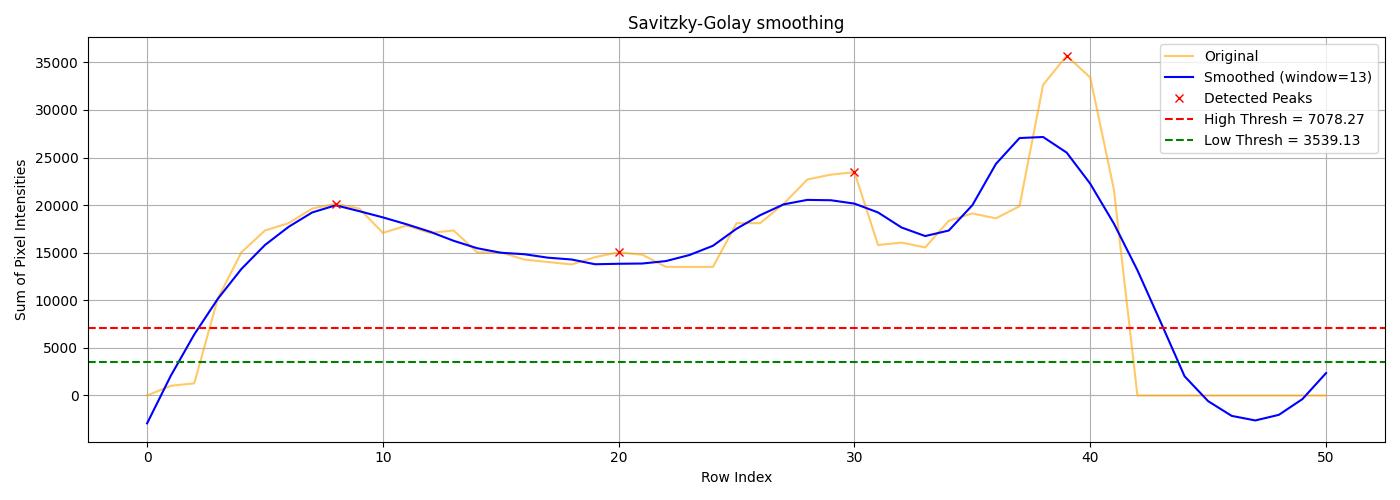 Savitzky-Golay smoothing
Original
Smoothed (window=13)
Detected Peaks
High Thresh = 7078.27
Low Thresh = 3539.13
Sum of Pixel Intensities
35000
30000
25000
20000
15000
10000
5000
0
0 10 20 30 40 50
Row Index